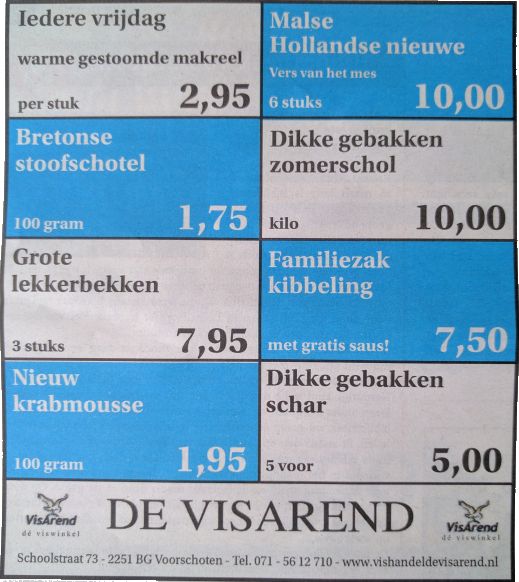 Iedere vrijdag
warme gestoomde makreel
per stuk 2,95
Malse
Hollandse nieuwe
Vers van het mes
6 stuks 10,00
Bretonse
stoofschotel
100 gram 1,75
Dikke gebakken
zomerschol
kilo 10,00
Grote
lekkerbekken
3 stuks 7,95
Familiezak
kibbeling
met gratis saus! 7,50
Nieuw
krabmousse
100 gram 1,95
Dikke gebakken
schar
5 voor 5,00
VisArend
dé viswinkel
DE VISAREND
VisArend
dé viswinkel
Schoolstraat 73 - 2251 BG Voorschoten - Tel. 071 - 56 12 710 - www.vishandeldevisarend.nl